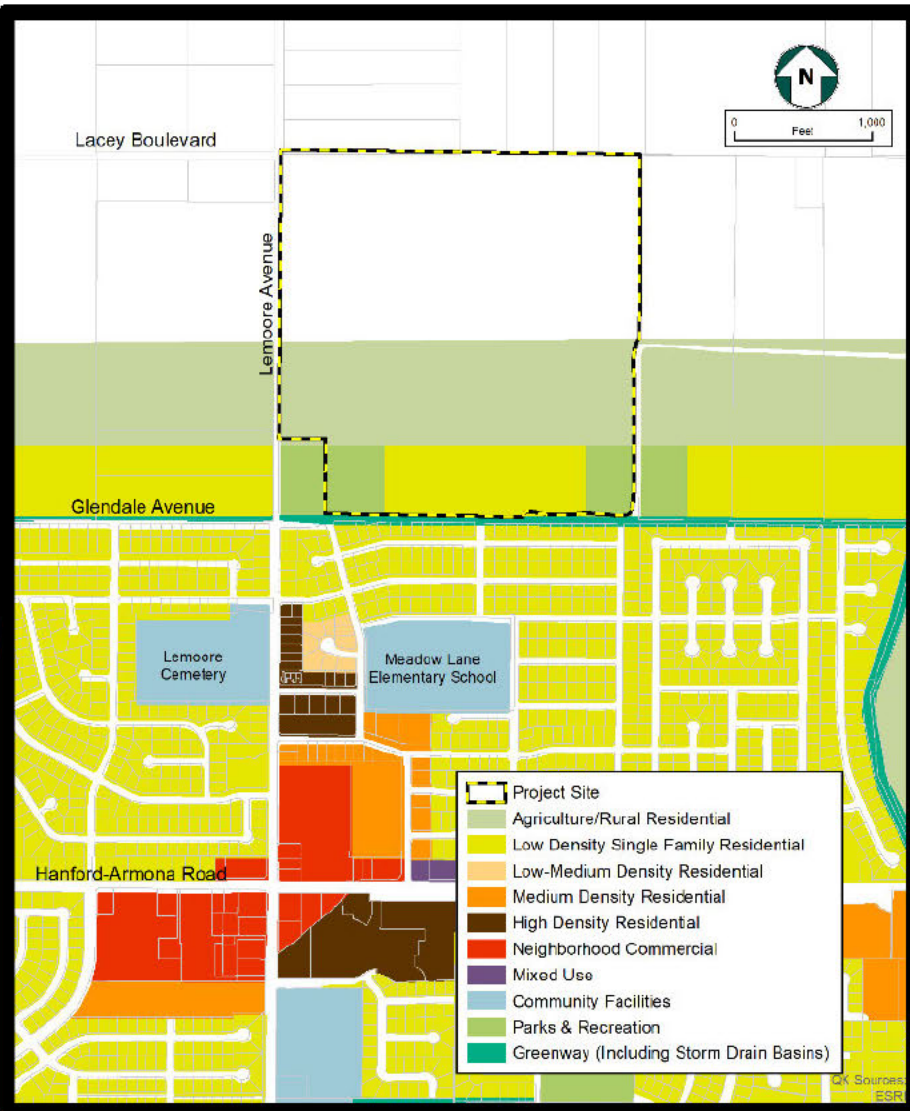 N
0 1,000
Feet
Lacey Boulevard
Lemoore Avenue
Glendale Avenue
Lemoore
Cemetery
Meadow Lane
Elementary School
Hanford-Armona Road
Project Site
Agriculture/Rural Residential
Low Density Single Family Residential
Low-Medium Density Residential
Medium Density Residential
High Density Residential
Neighborhood Commercial
Mixed Use
Community Facilities
Parks & Recreation
Greenway (Including Storm Drain Basins)
QK Sources:
ESRI